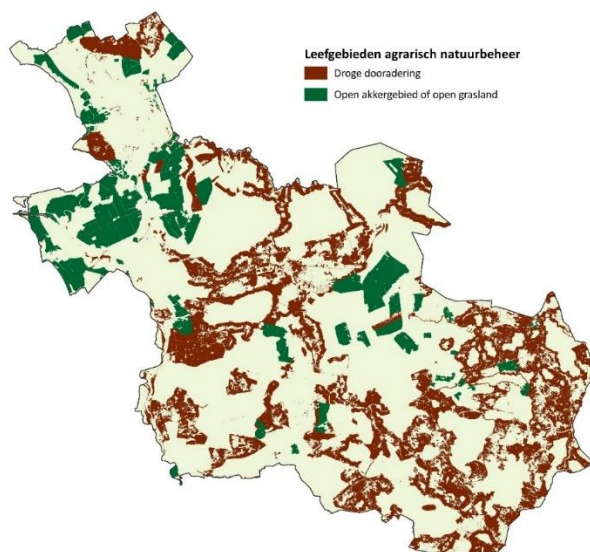 Leefgebieden agrarisch natuurbeheer
Droge dooradering
Open akkergebied of open grasland